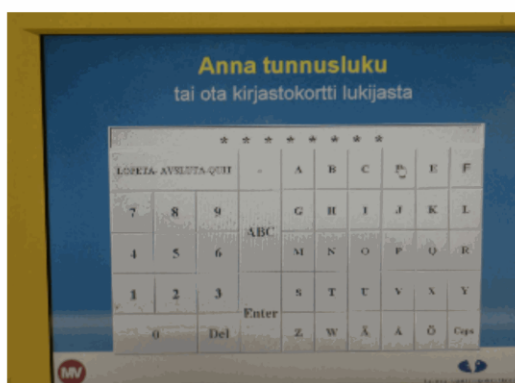 Anna tunnusluku
tai ota kirjastokortti lukijasta
* * * * * * * *
LOPETA- AVSLUTA-QUIT - A B C D E F
7 8 9 ABC G H I J K L
4 5 6 M N O P Q R
1 2 3 Enter S T U V X Y
0 Del Z W Ä Å Ö Caps
MV